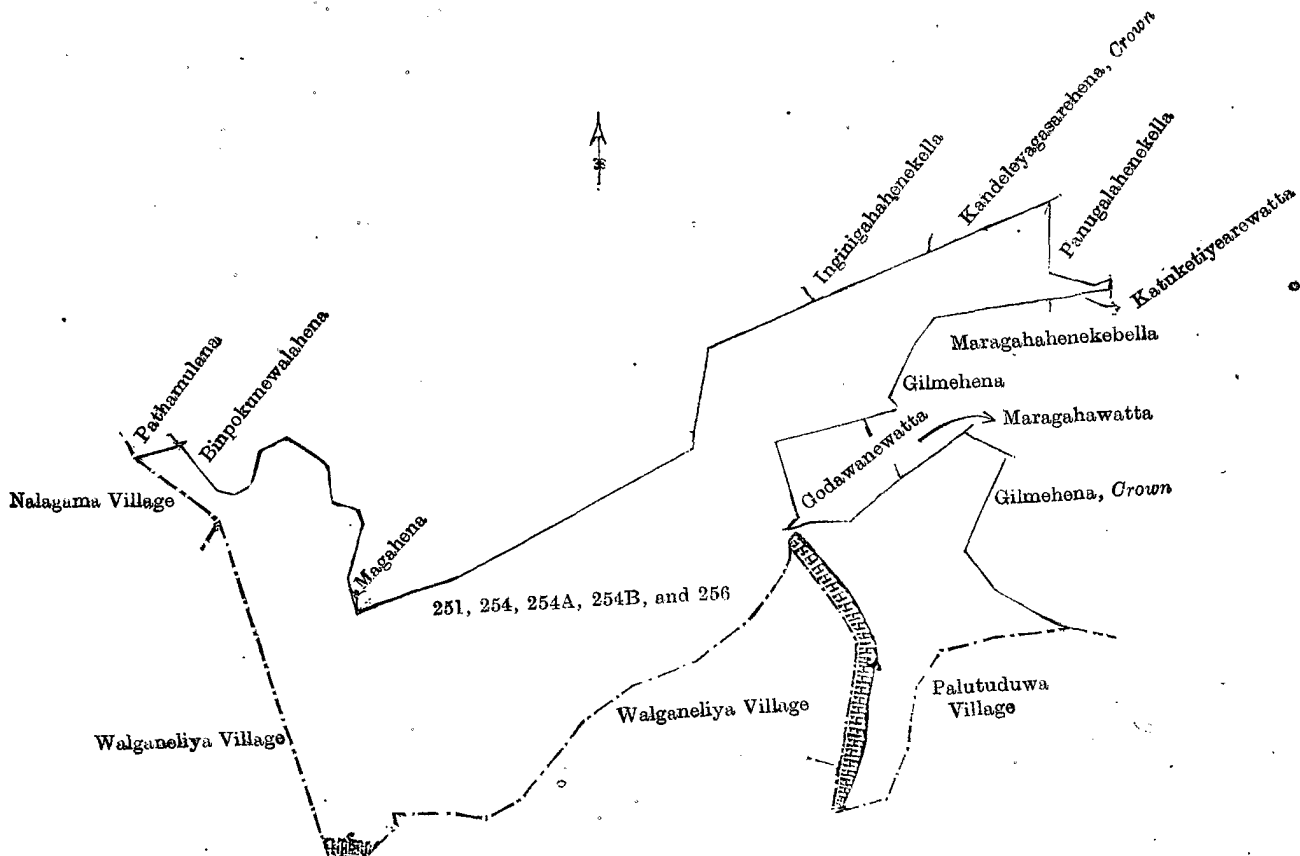 Kandeleyagasarehena, Crown
Inginigahahenekella
Panugalahenekella
Katuketiyearewatta
Maragahahenekebella
Gilmehena
Maragahawatta
Godawanewatta
Gilmehena, Crown
Pathamulana
Binpokunewalahena
Nalagama Village
Magahena
251, 254, 254A, 254B, and 256
Walganeliya Village
Walganeliya Village
Palutuduwa
Village